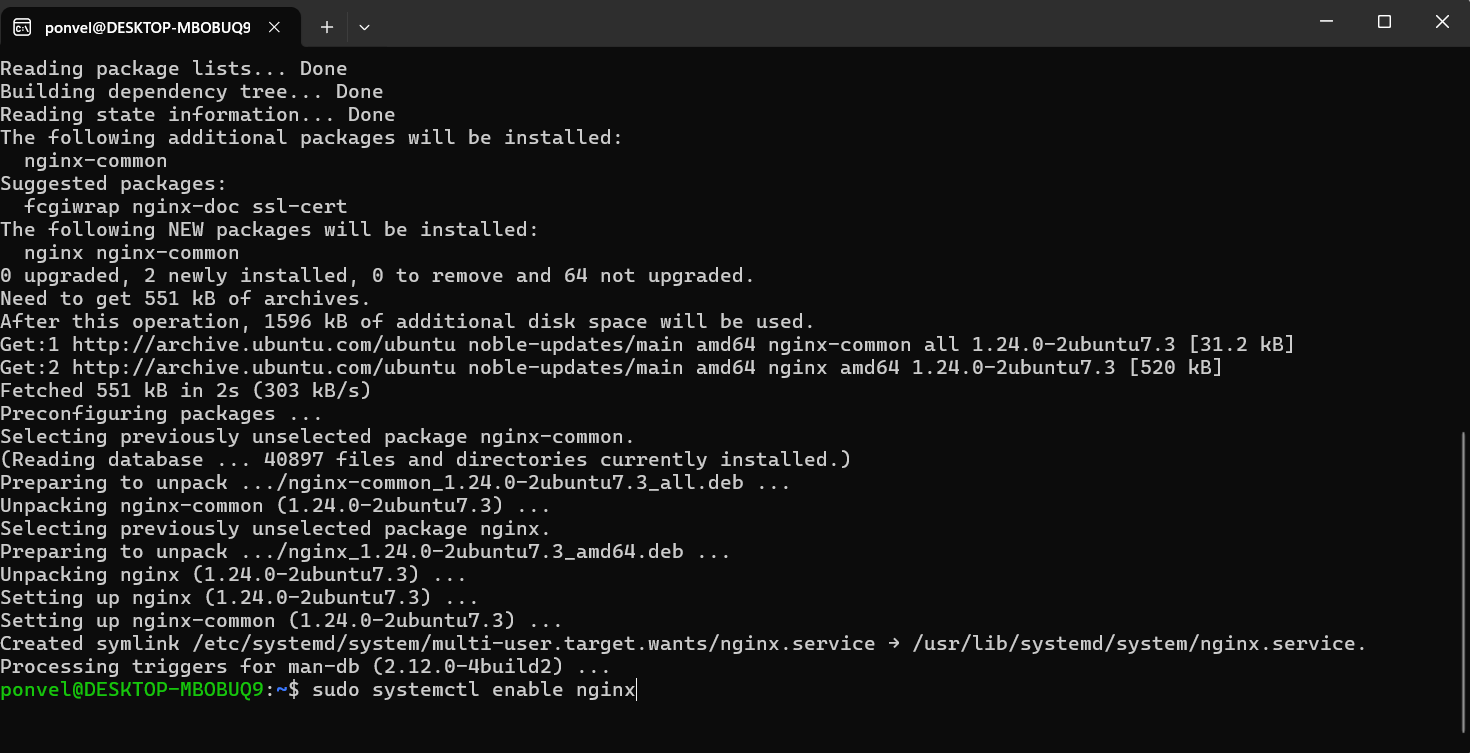 ponvel@DESKTOP-MBOBUQ9
Reading package lists... Done
Building dependency tree... Done
Reading state information... Done
The following additional packages will be installed:
  nginx-common
Suggested packages:
  fcgiwrap nginx-doc ssl-cert
The following NEW packages will be installed:
  nginx nginx-common
0 upgraded, 2 newly installed, 0 to remove and 64 not upgraded.
Need to get 551 kB of archives.
After this operation, 1596 kB of additional disk space will be used.
Get:1 http://archive.ubuntu.com/ubuntu noble-updates/main amd64 nginx-common all 1.24.0-2ubuntu7.3 [31.2 kB]
Get:2 http://archive.ubuntu.com/ubuntu noble-updates/main amd64 nginx amd64 1.24.0-2ubuntu7.3 [520 kB]
Fetched 551 kB in 2s (303 kB/s)
Preconfiguring packages ...
Selecting previously unselected package nginx-common.
(Reading database ... 40897 files and directories currently installed.)
Preparing to unpack .../nginx-common_1.24.0-2ubuntu7.3_all.deb ...
Unpacking nginx-common (1.24.0-2ubuntu7.3) ...
Selecting previously unselected package nginx.
Preparing to unpack .../nginx_1.24.0-2ubuntu7.3_amd64.deb ...
Unpacking nginx (1.24.0-2ubuntu7.3) ...
Setting up nginx (1.24.0-2ubuntu7.3) ...
Setting up nginx-common (1.24.0-2ubuntu7.3) ...
Created symlink /etc/systemd/system/multi-user.target.wants/nginx.service → /usr/lib/systemd/system/nginx.service.
Processing triggers for man-db (2.12.0-4build2) ...
ponvel@DESKTOP-MBOBUQ9:~$ sudo systemctl enable nginx